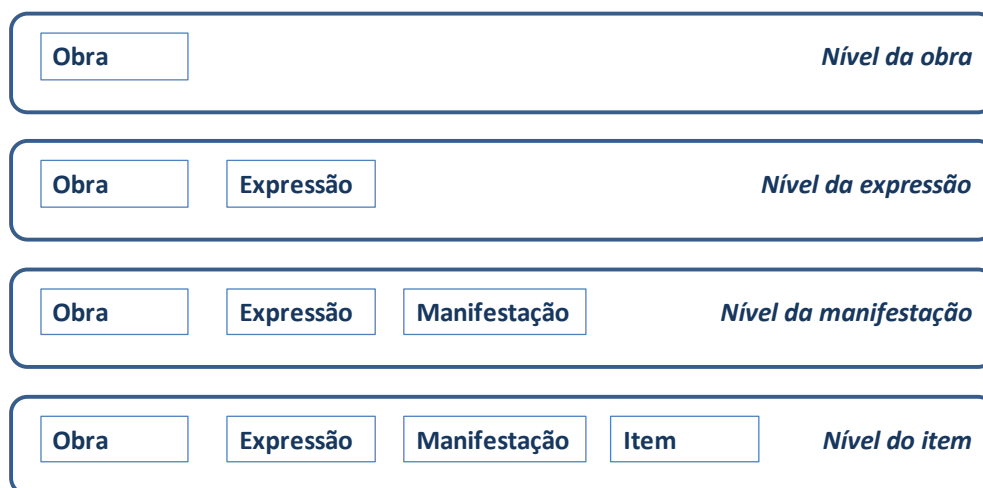 Obra Nível da obra
Obra Expressão Nível da expressão
Obra Expressão Manifestação Nível da manifestação
Obra Expressão Manifestação Item Nível do item